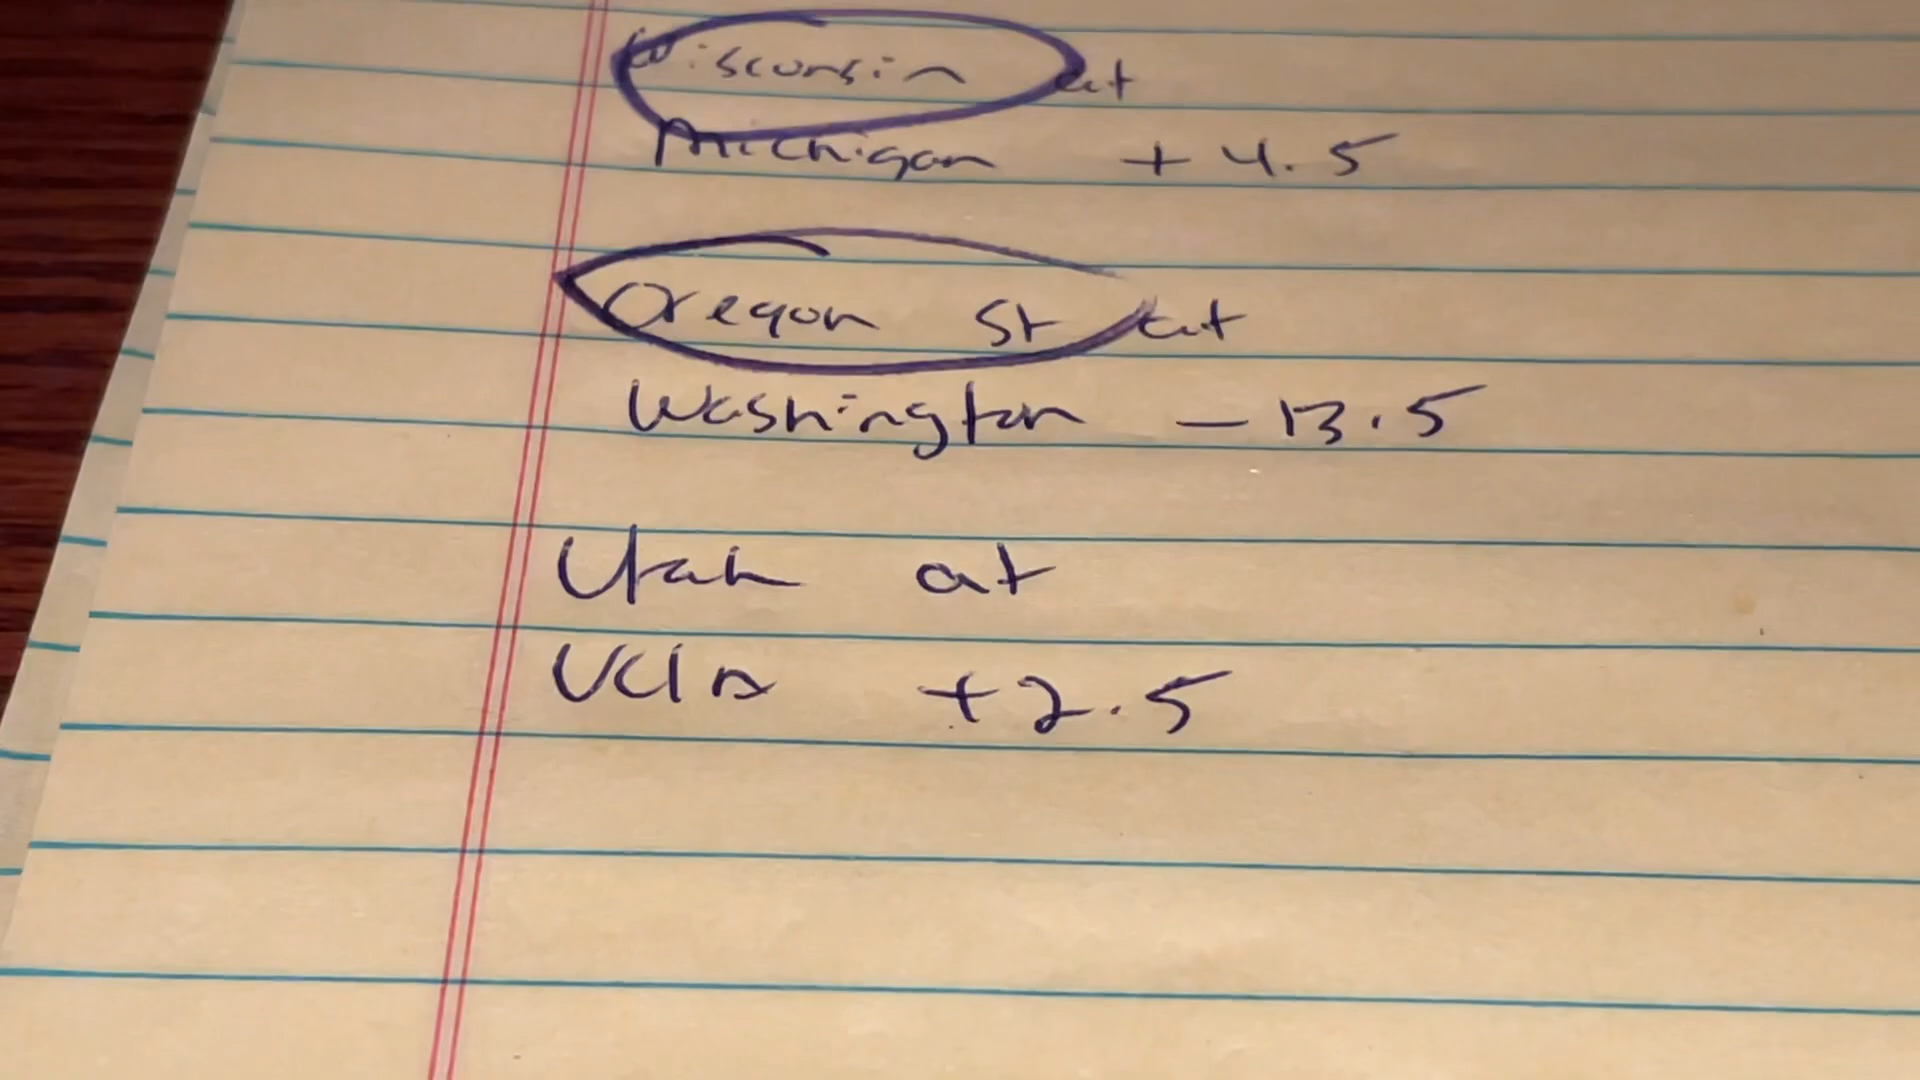 Wisconsin at
Michigan + 4.5
Oregon St at
Washington - 13.5
Utah at
UCLA +2.5